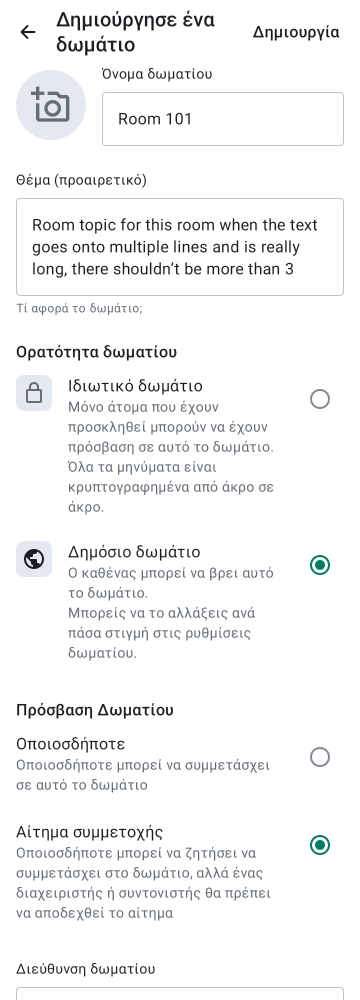 Δημιούργησε ένα
δωμάτιο
Δημιουργία
Όνομα δωματίου
Room 101
Θέμα (προαιρετικό)
Room topic for this room when the text
goes onto multiple lines and is really
long, there shouldn’t be more than 3
Τί αφορά το δωμάτιο;
Ορατότητα δωματίου
Ιδιωτικό δωμάτιο
Μόνο άτομα που έχουν
προσκληθεί μπορούν να έχουν
πρόσβαση σε αυτό το δωμάτιο.
Όλα τα μηνύματα είναι
κρυπτογραφημένα από άκρο σε
άκρο.
Δημόσιο δωμάτιο
Ο καθένας μπορεί να βρει αυτό
το δωμάτιο.
Μπορείς να το αλλάξεις ανά
πάσα στιγμή στις ρυθμίσεις
δωματίου.
Πρόσβαση Δωματίου
Οποιοσδήποτε
Οποιοσδήποτε μπορεί να συμμετάσχει
σε αυτό το δωμάτιο
Αίτημα συμμετοχής
Οποιοσδήποτε μπορεί να ζητήσει να
συμμετάσχει στο δωμάτιο, αλλά ένας
διαχειριστής ή συντονιστής θα πρέπει
να αποδεχθεί το αίτημα
Διεύθυνση δωματίου